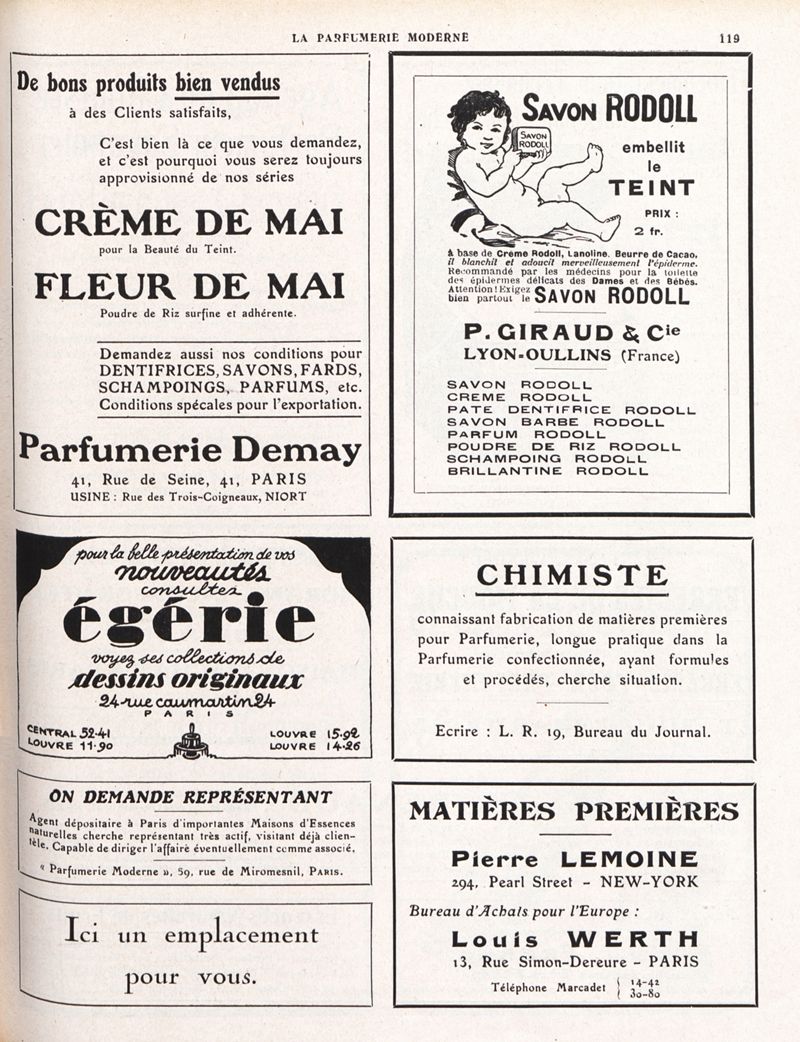 LA PARFUMERIE MODERNE
119
De bons produits bien vendus
à des Clients satisfaits,
C'est bien là ce que vous demandez,
et c'est pourquoi vous serez toujours
approvisionné de nos séries
CRÈME DE MAI
pour la Beauté du Teint.
FLEUR DE MAI
Poudre de Riz surfine et adhérente.
Demandez aussi nos conditions pour
DENTIFRICES, SAVONS, FARDS,
SCHAMPOINGS, PARFUMS, etc.
Conditions spécales pour l'exportation.
Parfumerie Demay
41, Rue de Seine, 41, PARIS
USINE : Rue des Trois-Coigneaux, NIORT
SAVON RODOLL
SAVON
RODOLL
embellit
le
TEINT
PRIX :
2 fr.
à base de Crème Rodoll, Lanoline. Beurre de Cacao,
il blanchit et adoucit merveilleusement l'épiderme.
Recommandé par les médecins pour la toilette
des épidermes délicats des Dames et des Bébés.
Attention! Exigez
bien partout le SAVON RODOLL
P. GIRAUD & Cie
LYON-OULLINS (France)
SAVON RODOLL
CREME RODOLL
PATE DENTIFRICE RODOLL
SAVON BARBE RODOLL
PARFUM RODOLL
POUDRE DE RIZ RODOLL
SCHAMPOING RODOLL
BRILLANTINE RODOLL
pour la belle présentation de vos
nouveautés
consultez
égérie
voyez ses collections de
dessins originaux
24 rue caumartin 24
PARIS
CENTRAL 52-41
LOUVRE 11-90
LOUVRE 15-92
LOUVRE 14-26
CHIMISTE
connaissant fabrication de matières premières
pour Parfumerie, longue pratique dans la
Parfumerie confectionnée, ayant formules
et procédés, cherche situation.
Ecrire : L. R. 19, Bureau du Journal.
ON DEMANDE REPRÉSENTANT
Agent dépositaire à Paris d'importantes Maisons d'Essences
naturelles cherche représentant très actif, visitant déjà clien-
tèle. Capable de diriger l'affaire éventuellement comme associé.
« Parfumerie Moderne », 59, rue de Miromesnil, PARIS.
Ici un emplacement
pour vous.
MATIÈRES PREMIÈRES
Pierre LEMOINE
294, Pearl Street - NEW-YORK
Bureau d'Achats pour l'Europe :
Louis WERTH
13, Rue Simon-Dereure - PARIS
Téléphone Marcadet { 14-42
30-80